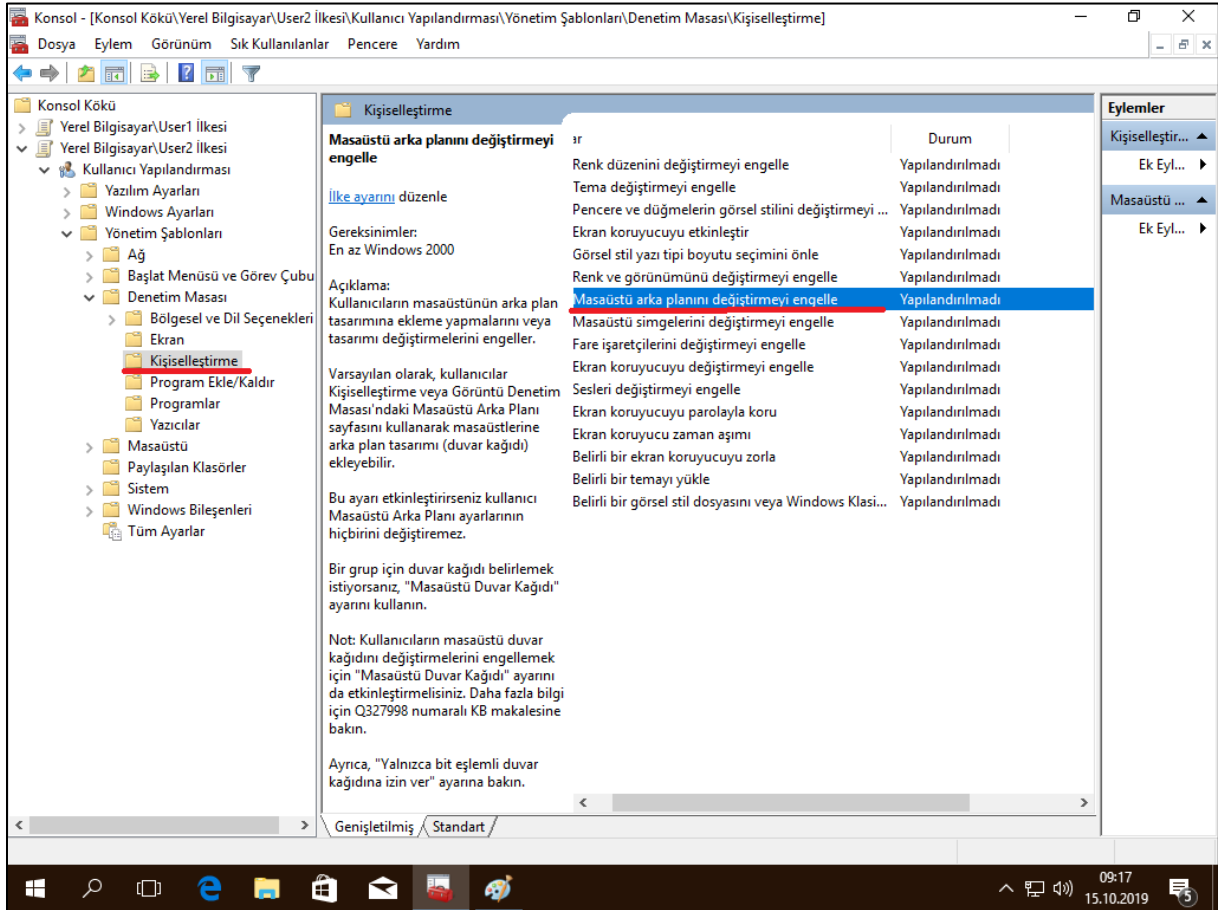 Konsol - [Konsol Kökü\Yerel Bilgisayar\User2 İlkesi\Kullanıcı Yapılandırması\Yönetim Şablonları\Denetim Masası\Kişiselleştirme]
Dosya Eylem Görünüm Sık Kullanılanlar Pencere Yardım
Konsol Kökü
Yerel Bilgisayar\User1 İlkesi
Yerel Bilgisayar\User2 İlkesi
Kullanıcı Yapılandırması
Yazılım Ayarları
Windows Ayarları
Yönetim Şablonları
Ağ
Başlat Menüsü ve Görev Çubu
Denetim Masası
Bölgesel ve Dil Seçenekleri
Ekran
Kişiselleştirme
Program Ekle/Kaldır
Programlar
Yazıcılar
Masaüstü
Paylaşılan Klasörler
Sistem
Windows Bileşenleri
Tüm Ayarlar
Kişiselleştirme
Masaüstü arka planını değiştirmeyi
engelle
İlke ayarını düzenle
Gereksinimler:
En az Windows 2000
Açıklama:
Kullanıcıların masaüstünün arka plan
tasarımına ekleme yapmalarını veya
tasarımı değiştirmelerini engeller.
Varsayılan olarak, kullanıcılar
Kişiselleştirme veya Görüntü Denetim
Masası'ndaki Masaüstü Arka Planı
sayfasını kullanarak masaüstlerine
arka plan tasarımı (duvar kağıdı)
ekleyebilir.
Bu ayarı etkinleştirirseniz kullanıcı
Masaüstü Arka Planı ayarlarının
hiçbirini değiştiremez.
Bir grup için duvar kağıdı belirlemek
istiyorsanız, "Masaüstü Duvar Kağıdı"
ayarını kullanın.
Not: Kullanıcıların masaüstü duvar
kağıdını değiştirmelerini engellemek
için "Masaüstü Duvar Kağıdı" ayarını
da etkinleştirmelisiniz. Daha fazla bilgi
için Q327998 numaralı KB makalesine
bakın.
Ayrıca, "Yalnızca bit eşlemli duvar
kağıdına izin ver" ayarına bakın.
ar Durum
Renk düzenini değiştirmeyi engelle Yapılandırılmadı
Tema değiştirmeyi engelle Yapılandırılmadı
Pencere ve düğmelerin görsel stilini değiştirmeyi ... Yapılandırılmadı
Ekran koruyucuyu etkinleştir Yapılandırılmadı
Görsel stil yazı tipi boyutu seçimini önle Yapılandırılmadı
Renk ve görünümünü değiştirmeyi engelle Yapılandırılmadı
Masaüstü arka planını değiştirmeyi engelle Yapılandırılmadı
Masaüstü simgelerini değiştirmeyi engelle Yapılandırılmadı
Fare işaretçilerini değiştirmeyi engelle Yapılandırılmadı
Ekran koruyucuyu değiştirmeyi engelle Yapılandırılmadı
Sesleri değiştirmeyi engelle Yapılandırılmadı
Ekran koruyucuyu parolayla koru Yapılandırılmadı
Ekran koruyucu zaman aşımı Yapılandırılmadı
Belirli bir ekran koruyucuyu zorla Yapılandırılmadı
Belirli bir temayı yükle Yapılandırılmadı
Belirli bir görsel stil dosyasını veya Windows Klasi... Yapılandırılmadı
Genişletilmiş Standart
Eylemler
Kişiselleştir...
Ek Eyl...
Masaüstü ...
Ek Eyl...
09:17
15.10.2019
5